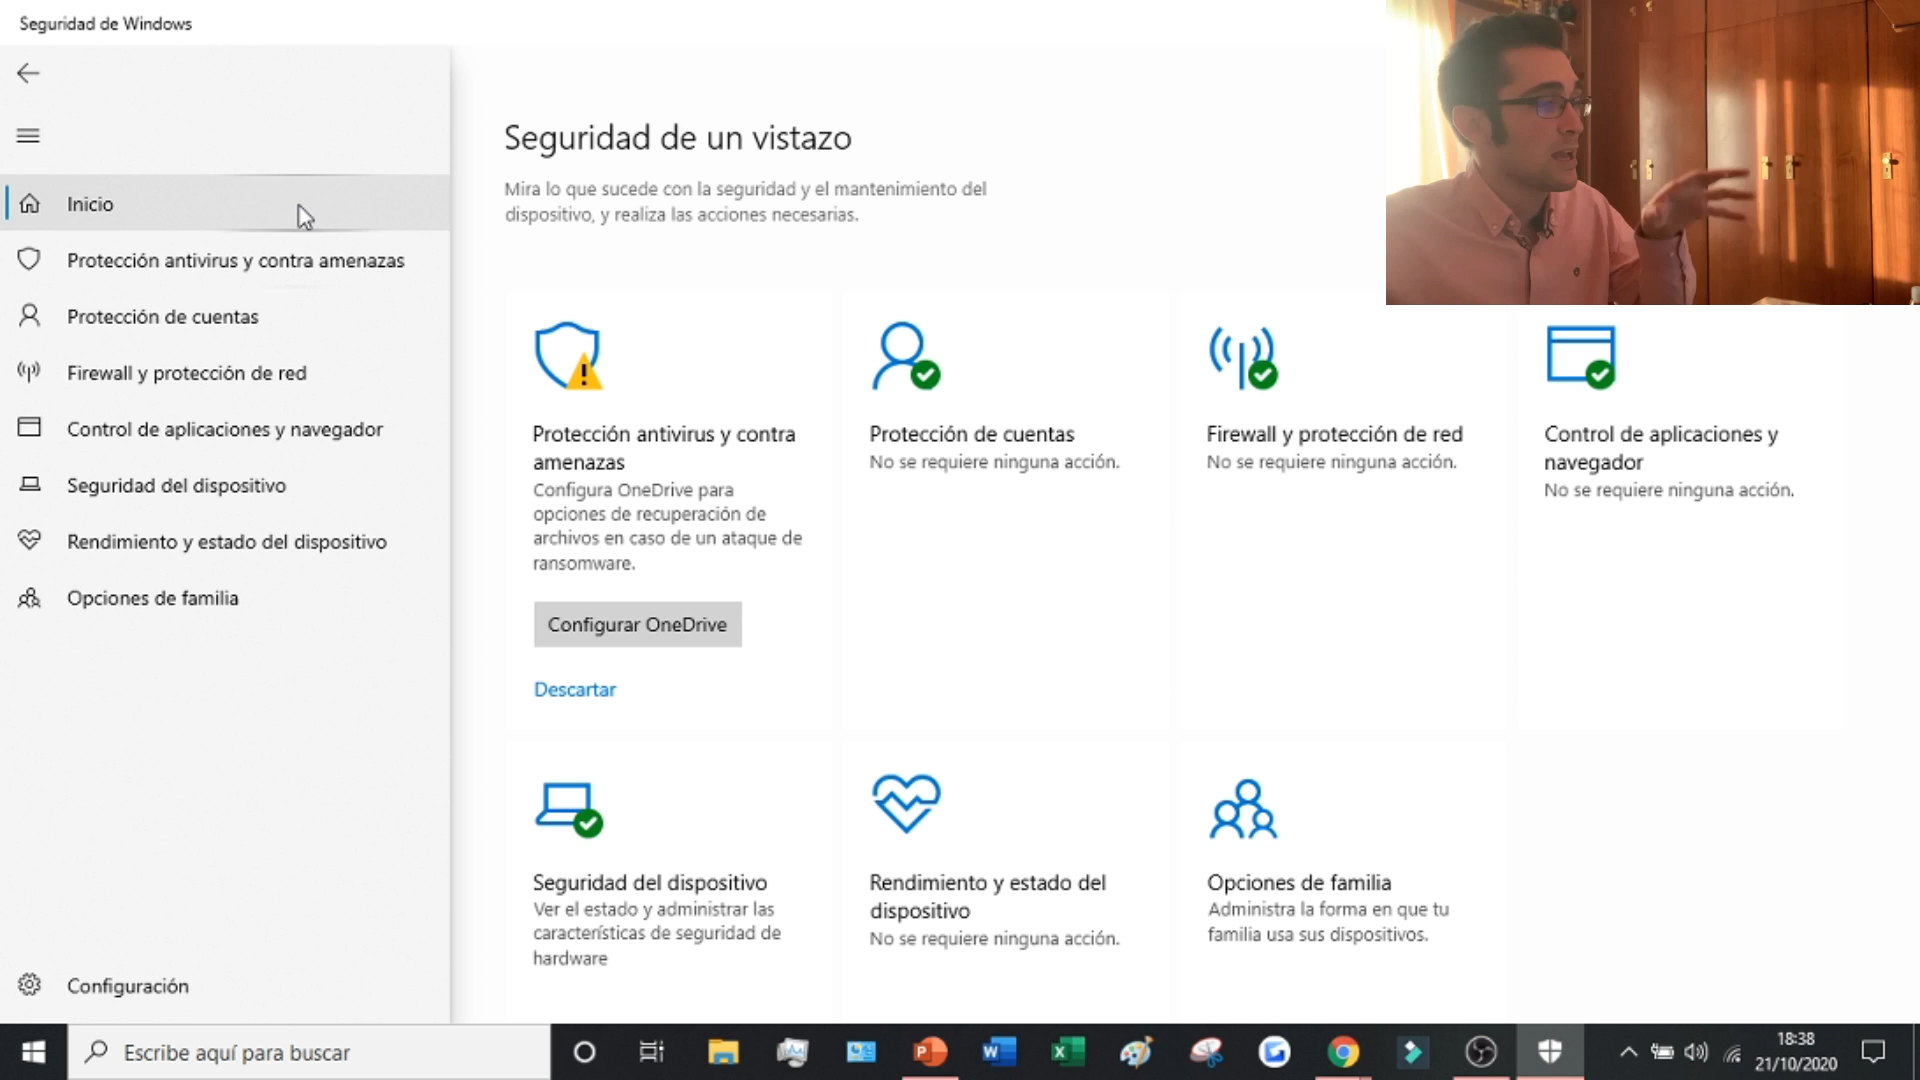 Seguridad de Windows
Inicio
Protección antivirus y contra amenazas
Protección de cuentas
Firewall y protección de red
Control de aplicaciones y navegador
Seguridad del dispositivo
Rendimiento y estado del dispositivo
Opciones de familia
Configuración
Seguridad de un vistazo
Mira lo que sucede con la seguridad y el mantenimiento del
dispositivo, y realiza las acciones necesarias.
Protección antivirus y contra
amenazas
Configura OneDrive para
opciones de recuperación de
archivos en caso de un ataque de
ransomware.
Configurar OneDrive
Descartar
Protección de cuentas
No se requiere ninguna acción.
Firewall y protección de red
No se requiere ninguna acción.
Control de aplicaciones y
navegador
No se requiere ninguna acción.
Seguridad del dispositivo
Ver el estado y administrar las
características de seguridad de
hardware
Rendimiento y estado del
dispositivo
No se requiere ninguna acción.
Opciones de familia
Administra la forma en que tu
familia usa sus dispositivos.
Escribe aquí para buscar
18:38
21/10/2020